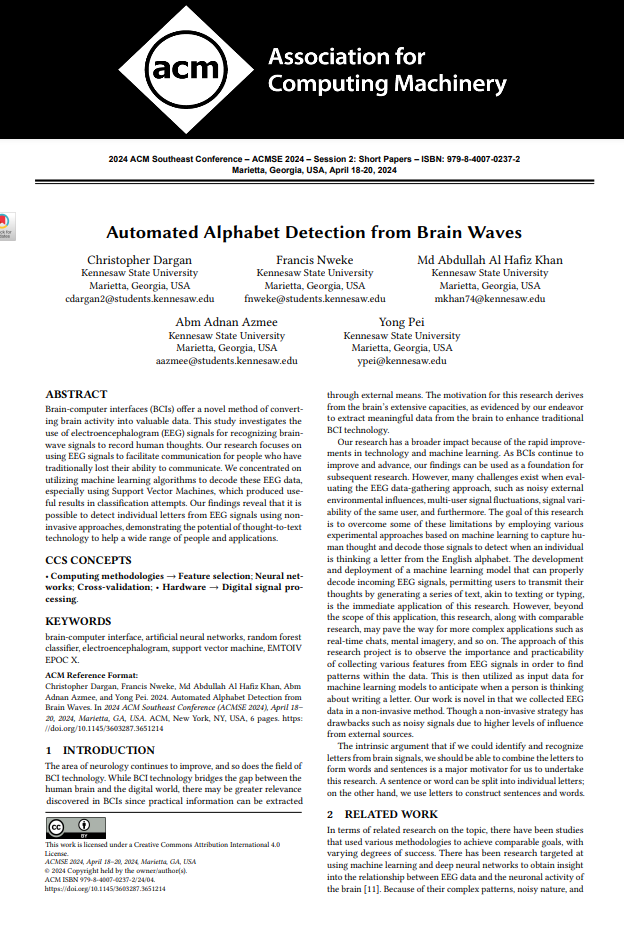 acm
Association for
Computing Machinery
2024 ACM Southeast Conference – ACMSE 2024 – Session 2: Short Papers – ISBN: 979-8-4007-0237-2
Marietta, Georgia, USA, April 18-20, 2024
Automated Alphabet Detection from Brain Waves
Christopher Dargan
Kennesaw State University
Marietta, Georgia, USA
cdargan2@students.kennesaw.edu
Francis Nweke
Kennesaw State University
Marietta, Georgia, USA
fnweke@students.kennesaw.edu
Md Abdullah Al Hafiz Khan
Kennesaw State University
Marietta, Georgia, USA
mkhan74@kennesaw.edu
Abm Adnan Azmee
Kennesaw State University
Marietta, Georgia, USA
aazmee@students.kennesaw.edu
Yong Pei
Kennesaw State University
Marietta, Georgia, USA
ypei@kennesaw.edu
ABSTRACT
Brain-computer interfaces (BCIs) offer a novel method of convert-
ing brain activity into valuable data. This study investigates the
use of electroencephalogram (EEG) signals for recognizing brain-
wave signals to record human thoughts. Our research focuses on
using EEG signals to facilitate communication for people who have
traditionally lost their ability to communicate. We concentrated on
utilizing machine learning algorithms to decode these EEG data,
especially using Support Vector Machines, which produced use-
ful results in classification attempts. Our findings reveal that it is
possible to detect individual letters from EEG signals using non-
invasive approaches, demonstrating the potential of thought-to-text
technology to help a wide range of people and applications.
CCS CONCEPTS
• Computing methodologies → Feature selection; Neural net-
works; Cross-validation; • Hardware → Digital signal pro-
cessing.
KEYWORDS
brain-computer interface, artificial neural networks, random forest
classifier, electroencephalogram, support vector machine, EMTOIV
EPOC X.
ACM Reference Format:
Christopher Dargan, Francis Nweke, Md Abdullah Al Hafiz Khan, Abm
Adnan Azmee, and Yong Pei. 2024. Automated Alphabet Detection from
Brain Waves. In 2024 ACM Southeast Conference (ACMSE 2024), April 18–
20, 2024, Marietta, GA, USA. ACM, New York, NY, USA, 6 pages. https:
//doi.org/10.1145/3603287.3651214
1 INTRODUCTION
The area of neurology continues to improve, and so does the field of
BCI technology. While BCI technology bridges the gap between the
human brain and the digital world, there may be greater relevance
discovered in BCIs since practical information can be extracted
cc
BY
This work is licensed under a Creative Commons Attribution International 4.0
License.
ACMSE 2024, April 18–20, 2024, Marietta, GA, USA
© 2024 Copyright held by the owner/author(s).
ACM ISBN 979-8-4007-0237-2/24/04.
https://doi.org/10.1145/3603287.3651214
through external means. The motivation for this research derives
from the brain's extensive capacities, as evidenced by our endeavor
to extract meaningful data from the brain to enhance traditional
BCI technology.
Our research has a broader impact because of the rapid improve-
ments in technology and machine learning. As BCIs continue to
improve and advance, our findings can be used as a foundation for
subsequent research. However, many challenges exist when eval-
uating the EEG data-gathering approach, such as noisy external
environmental influences, multi-user signal fluctuations, signal vari-
ability of the same user, and furthermore. The goal of this research
is to overcome some of these limitations by employing various
experimental approaches based on machine learning to capture hu-
man thought and decode those signals to detect when an individual
is thinking a letter from the English alphabet. The development
and deployment of a machine learning model that can properly
decode incoming EEG signals, permitting users to transmit their
thoughts by generating a series of text, akin to texting or typing,
is the immediate application of this research. However, beyond
the scope of this application, this research, along with comparable
research, may pave the way for more complex applications such as
real-time chats, mental imagery, and so on. The approach of this
research project is to observe the importance and practicability
of collecting various features from EEG signals in order to find
patterns within the data. This is then utilized as input data for
machine learning models to anticipate when a person is thinking
about writing a letter. Our work is novel in that we collected EEG
data in a non-invasive method. Though a non-invasive strategy has
drawbacks such as noisy signals due to higher levels of influence
from external sources.
The intrinsic argument that if we could identify and recognize
letters from brain signals, we should be able to combine the letters to
form words and sentences is a major motivator for us to undertake
this research. A sentence or word can be split into individual letters;
on the other hand, we use letters to construct sentences and words.
2 RELATED WORK
In terms of related research on the topic, there have been studies
that used various methodologies to achieve comparable goals, with
varying degrees of success. There has been research targeted at
using machine learning and deep neural networks to obtain insight
into the relationship between EEG data and the neuronal activity of
the brain [11]. Because of their complex patterns, noisy nature, and